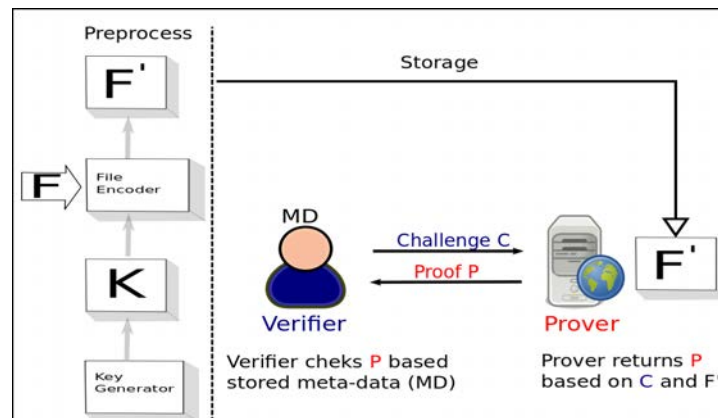 Preprocess
F'
F
File
Encoder
K
Key
Generator
Storage
MD
Challenge C
Proof P
Verifier
Prover
F'
Verifier cheks P based
stored meta-data (MD)
Prover returns P
based on C and F'